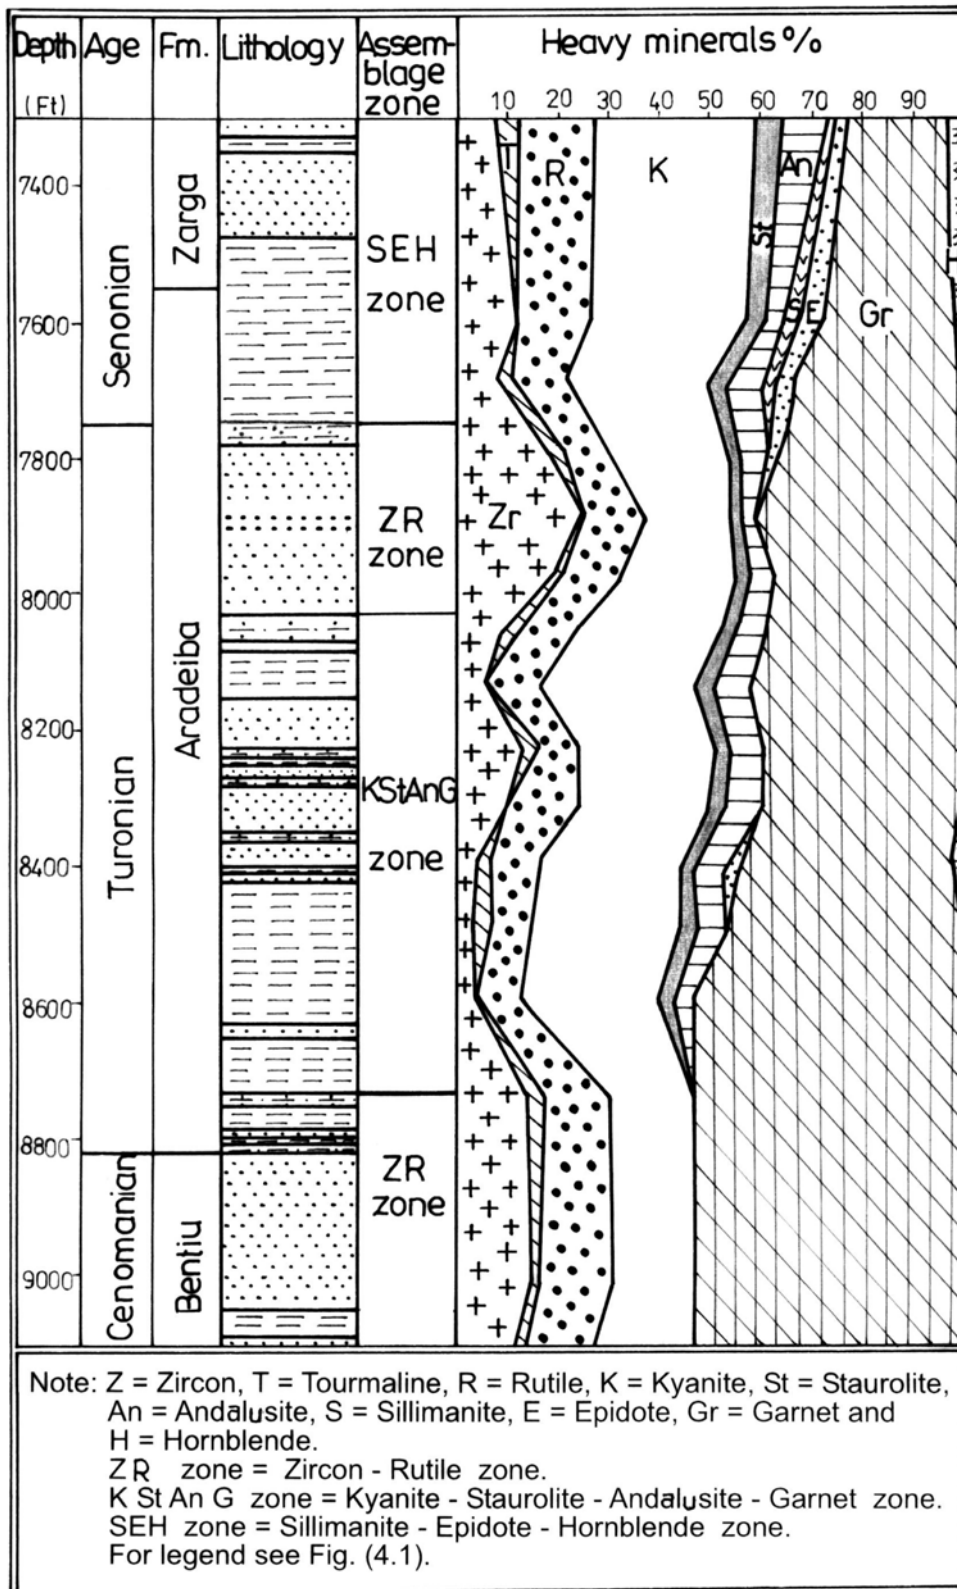 Depth Age Fm. Lithology Assem- Heavy minerals %
blage
zone
(Ft) 10 20 30 40 50 60 70 80 90
T R K St An
7400
Zarga
SEH
zone
Senonian
S E Gr
7600
7800
Zr
ZR
zone
8000
Aradeiba
8200
Turonian
KStAnG
zone
8400
8600
8800
ZR
zone
Cenomanian
Bentiu
9000
Note: Z = Zircon, T = Tourmaline, R = Rutile, K = Kyanite, St = Staurolite,
An = Andalusite, S = Sillimanite, E = Epidote, Gr = Garnet and
H = Hornblende.
ZR zone = Zircon - Rutile zone.
K St An G zone = Kyanite - Staurolite - Andalusite - Garnet zone.
SEH zone = Sillimanite - Epidote - Hornblende zone.
For legend see Fig. (4.1).